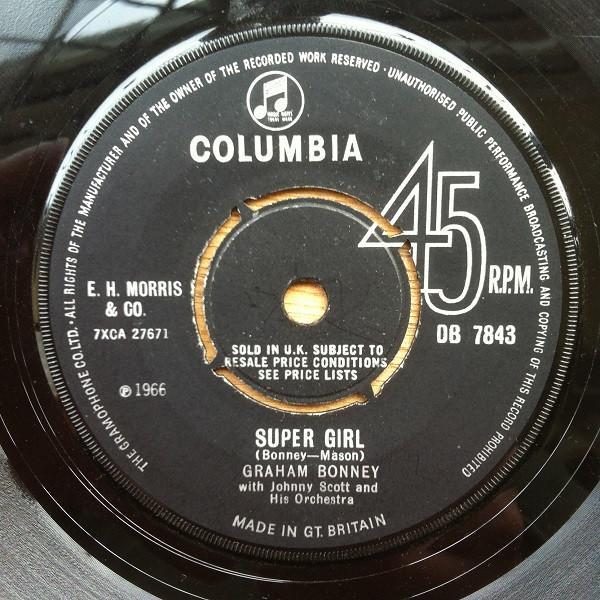 THE GRAMOPHONE CO.LTD. · ALL RIGHTS OF THE MANUFACTURER AND OF THE OWNER OF THE RECORDED WORK RESERVED · UNAUTHORISED PUBLIC PERFORMANCE BROADCASTING AND COPYING OF THIS RECORD PROHIBITED
COLUMBIA
45 R.P.M.
E. H. MORRIS
& CO.
7XCA 27671
DB 7843
SOLD IN U.K. SUBJECT TO
RESALE PRICE CONDITIONS
SEE PRICE LISTS
℗ 1966
SUPER GIRL
(Bonney—Mason)
GRAHAM BONNEY
with Johnny Scott and
His Orchestra
MADE IN GT. BRITAIN